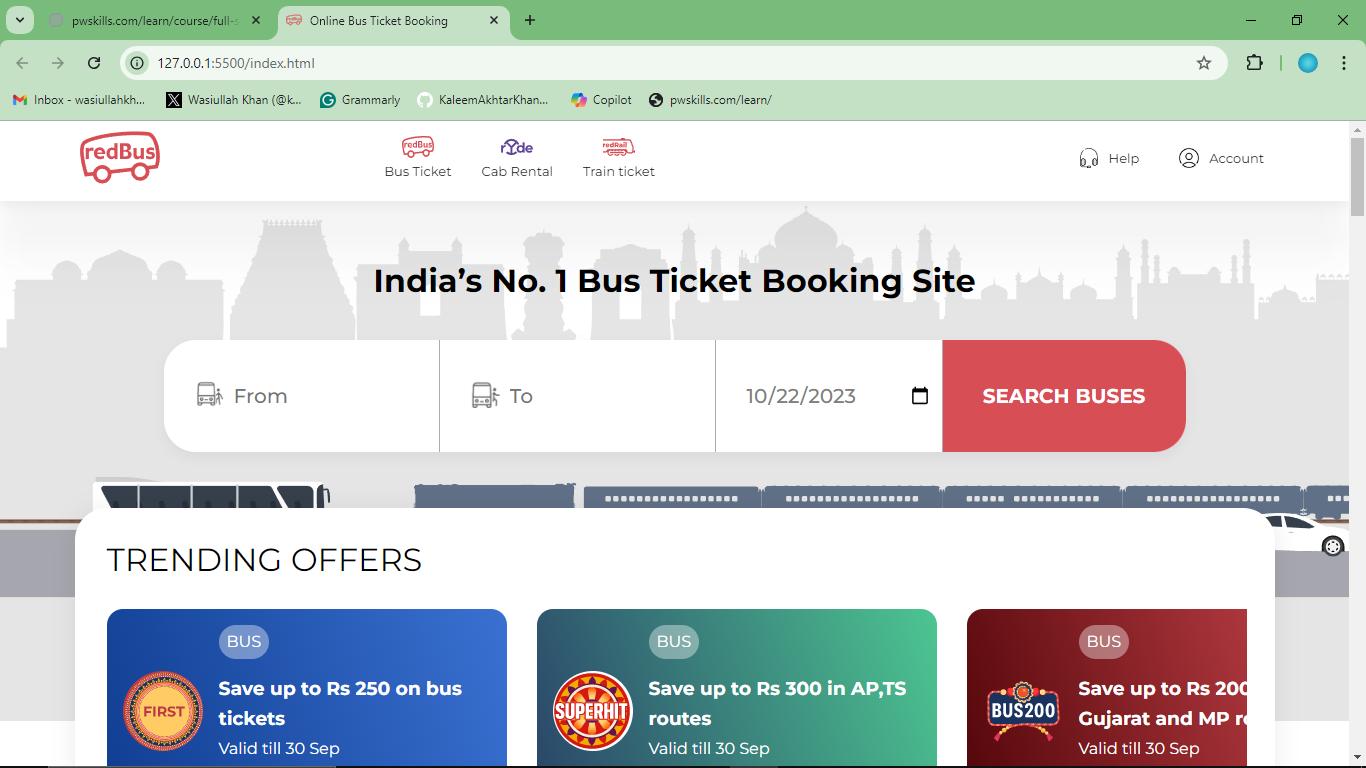 pwskills.com/learn/course/full-s
Online Bus Ticket Booking
127.0.0.1:5500/index.html
Inbox - wasiullahkh...
Wasiullah Khan (@k...
Grammarly
KaleemAkhtarKhan...
Copilot
pwskills.com/learn/
redBus
redBus
Bus Ticket
ryde
Cab Rental
redRail
Train ticket
Help
Account
India’s No. 1 Bus Ticket Booking Site
From
To
10/22/2023
SEARCH BUSES
TRENDING OFFERS
BUS
FIRST
Save up to Rs 250 on bus
tickets
Valid till 30 Sep
BUS
SUPERHIT
Save up to Rs 300 in AP,TS
routes
Valid till 30 Sep
BUS
BUS200
Save up to Rs 200
Gujarat and MP r
Valid till 30 Sep